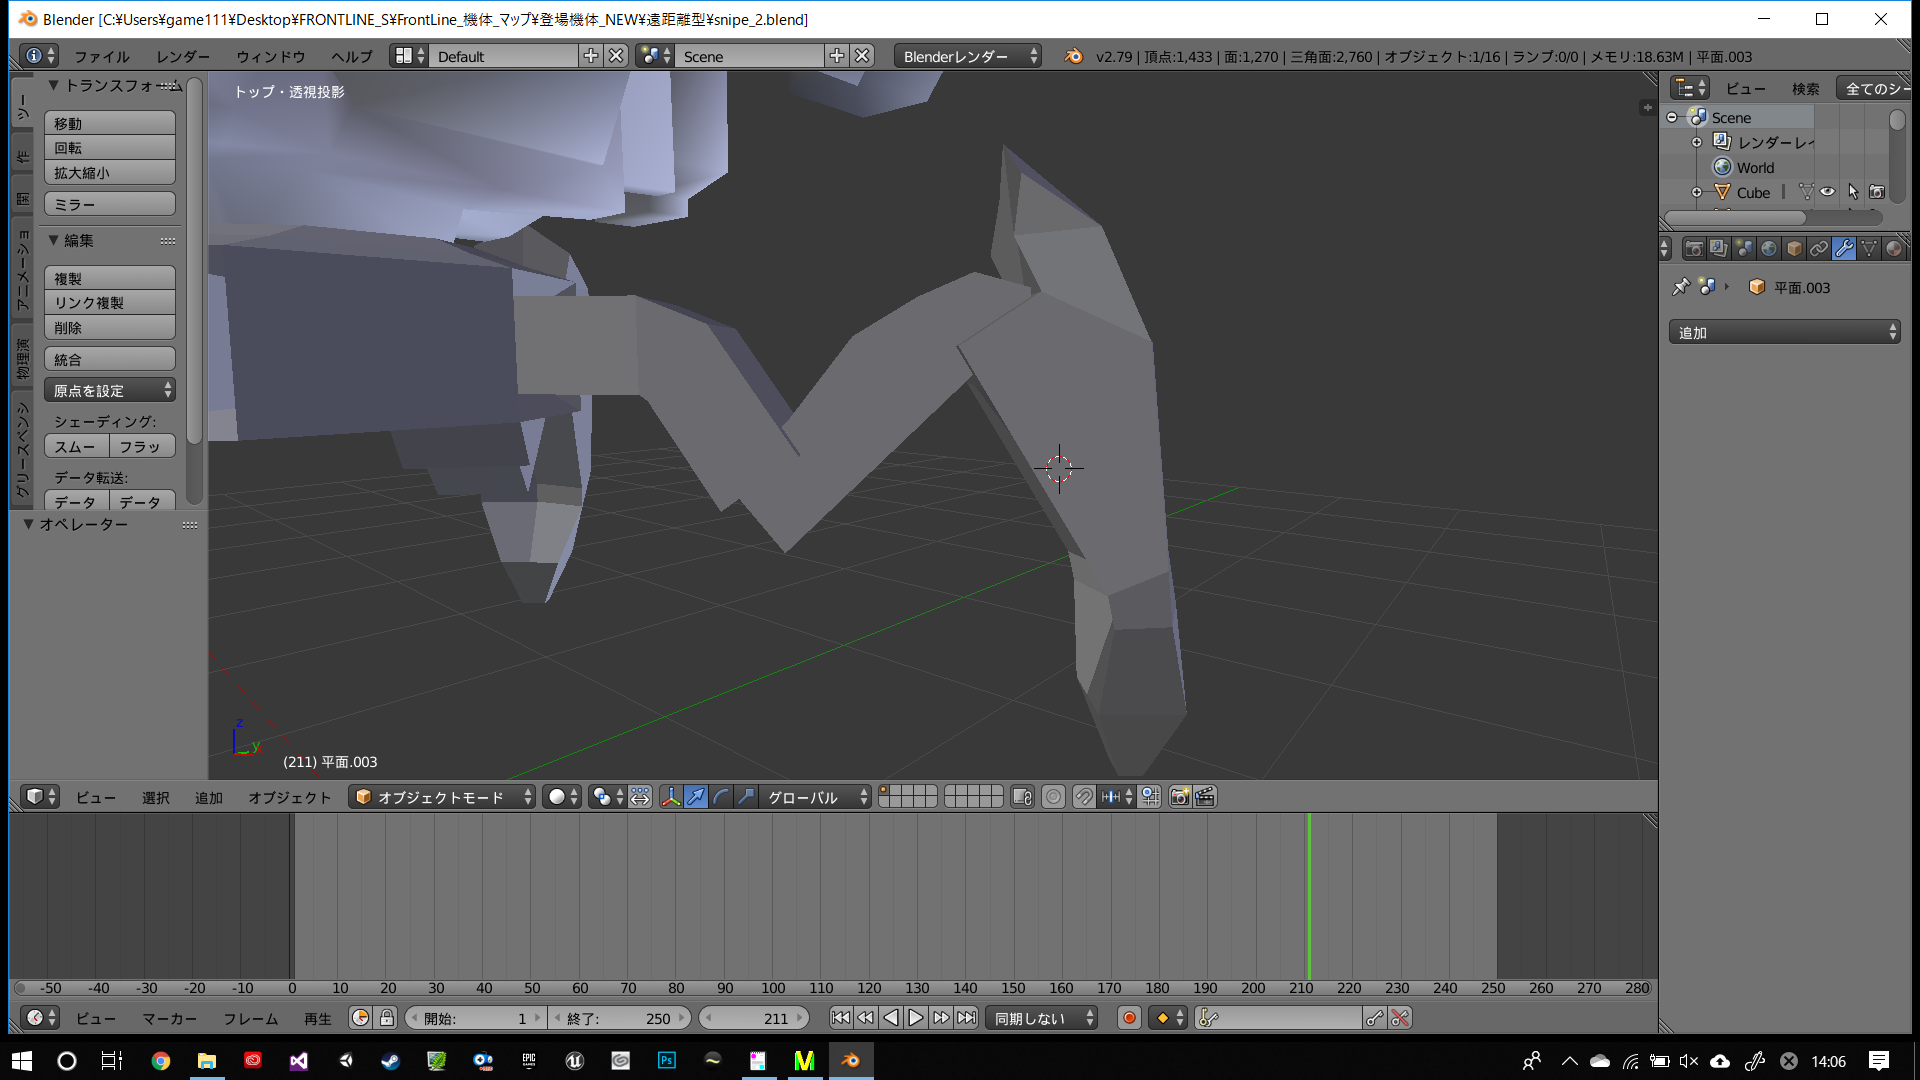 Blender [C:¥Users¥game111¥Desktop¥FRONTLINE_S¥FrontLine_機体_マップ¥登場機体_NEW¥遠距離型¥snipe_2.blend]
ファイル レンダー ウィンドウ ヘルプ Default Scene Blenderレンダー v2.79 | 頂点:1,433 | 面:1,270 | 三角面:2,760 | オブジェクト:1/16 | ランプ:0/0 | メモリ:18.63M | 平面.003
トランスフォーム
移動
回転
拡大縮小
ミラー
編集
複製
リンク複製
削除
統合
原点を設定
シェーディング:
スムー フラッ
データ転送:
データ データ
オペレーター
ツー
作
関
アニメーショ
物理演
グリースペンシ
トップ・透視投影
z
y
(211) 平面.003
ビュー 検索 全てのシー
Scene
レンダーレイ
World
Cube
平面.003
追加
ビュー 選択 追加 オブジェクト オブジェクトモード グローバル
-50 -40 -30 -20 -10 0 10 20 30 40 50 60 70 80 90 100 110 120 130 140 150 160 170 180 190 200 210 220 230 240 250 260 270 280
ビュー マーカー フレーム 再生 開始: 1 終了: 250 211 同期しない
EPIC GAMES Ps 14:06